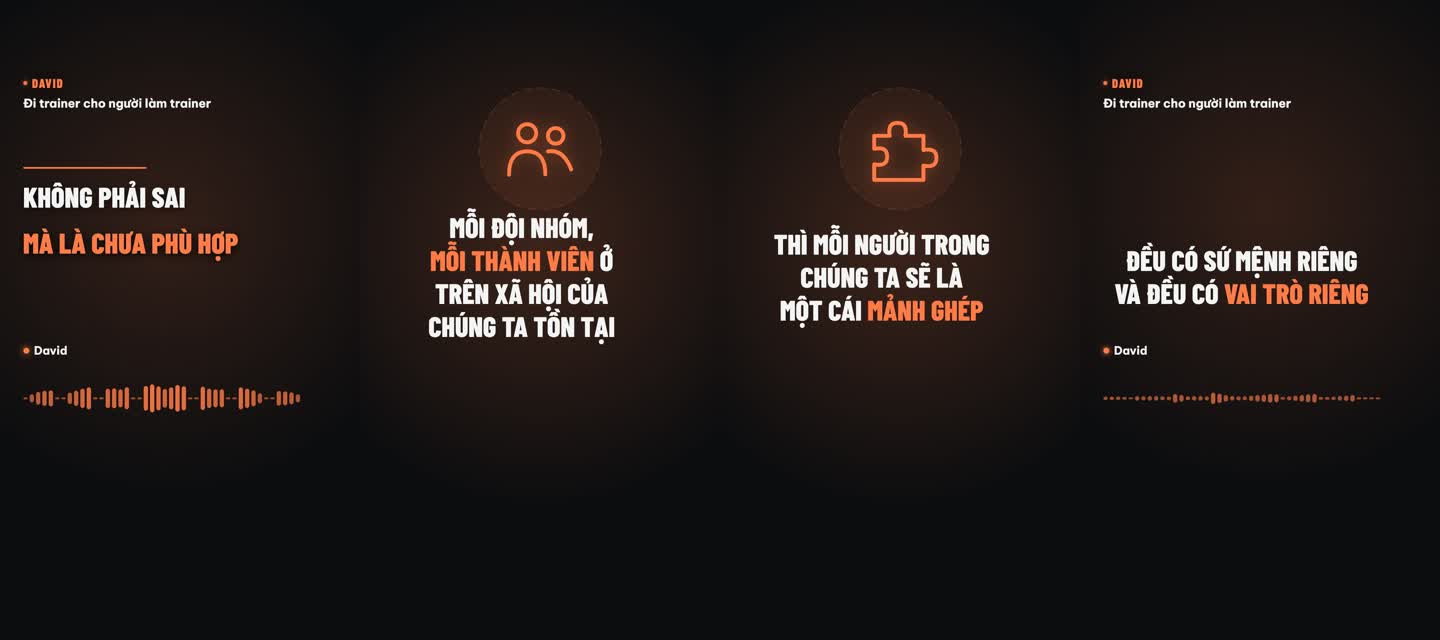 DAVID
Đi trainer cho người làm trainer
KHÔNG PHẢI SAI
MÀ LÀ CHƯA PHÙ HỢP
David
MỖI ĐỘI NHÓM,
MỖI THÀNH VIÊN Ở
TRÊN XÃ HỘI CỦA
CHÚNG TA TỒN TẠI
THÌ MỖI NGƯỜI TRONG
CHÚNG TA SẼ LÀ
MỘT CÁI MẢNH GHÉP
DAVID
Đi trainer cho người làm trainer
ĐỀU CÓ SỨ MỆNH RIÊNG
VÀ ĐỀU CÓ VAI TRÒ RIÊNG
David